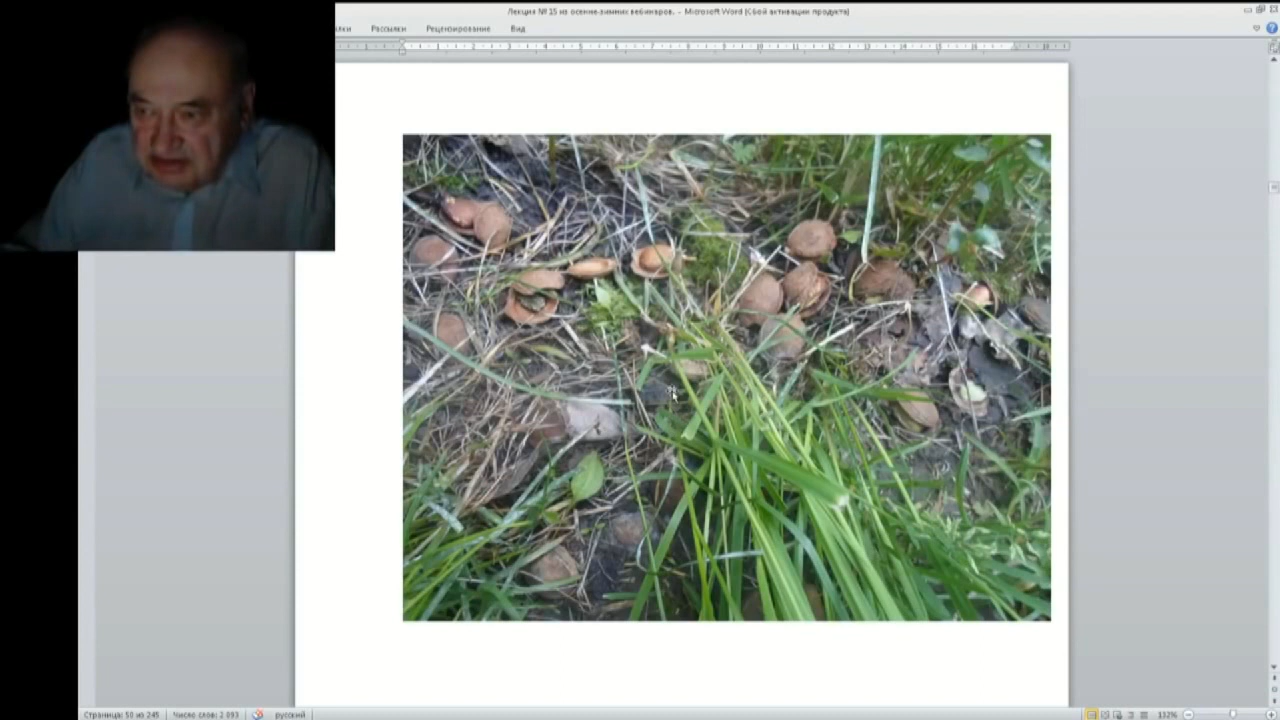 Лекция № 15 из осенне-зимних вебинаров. - Microsoft Word (Сбой активации продукта)
лки Рассылки Рецензирование Вид
Страница: 50 из 245 Число слов: 2 093 русский 132%